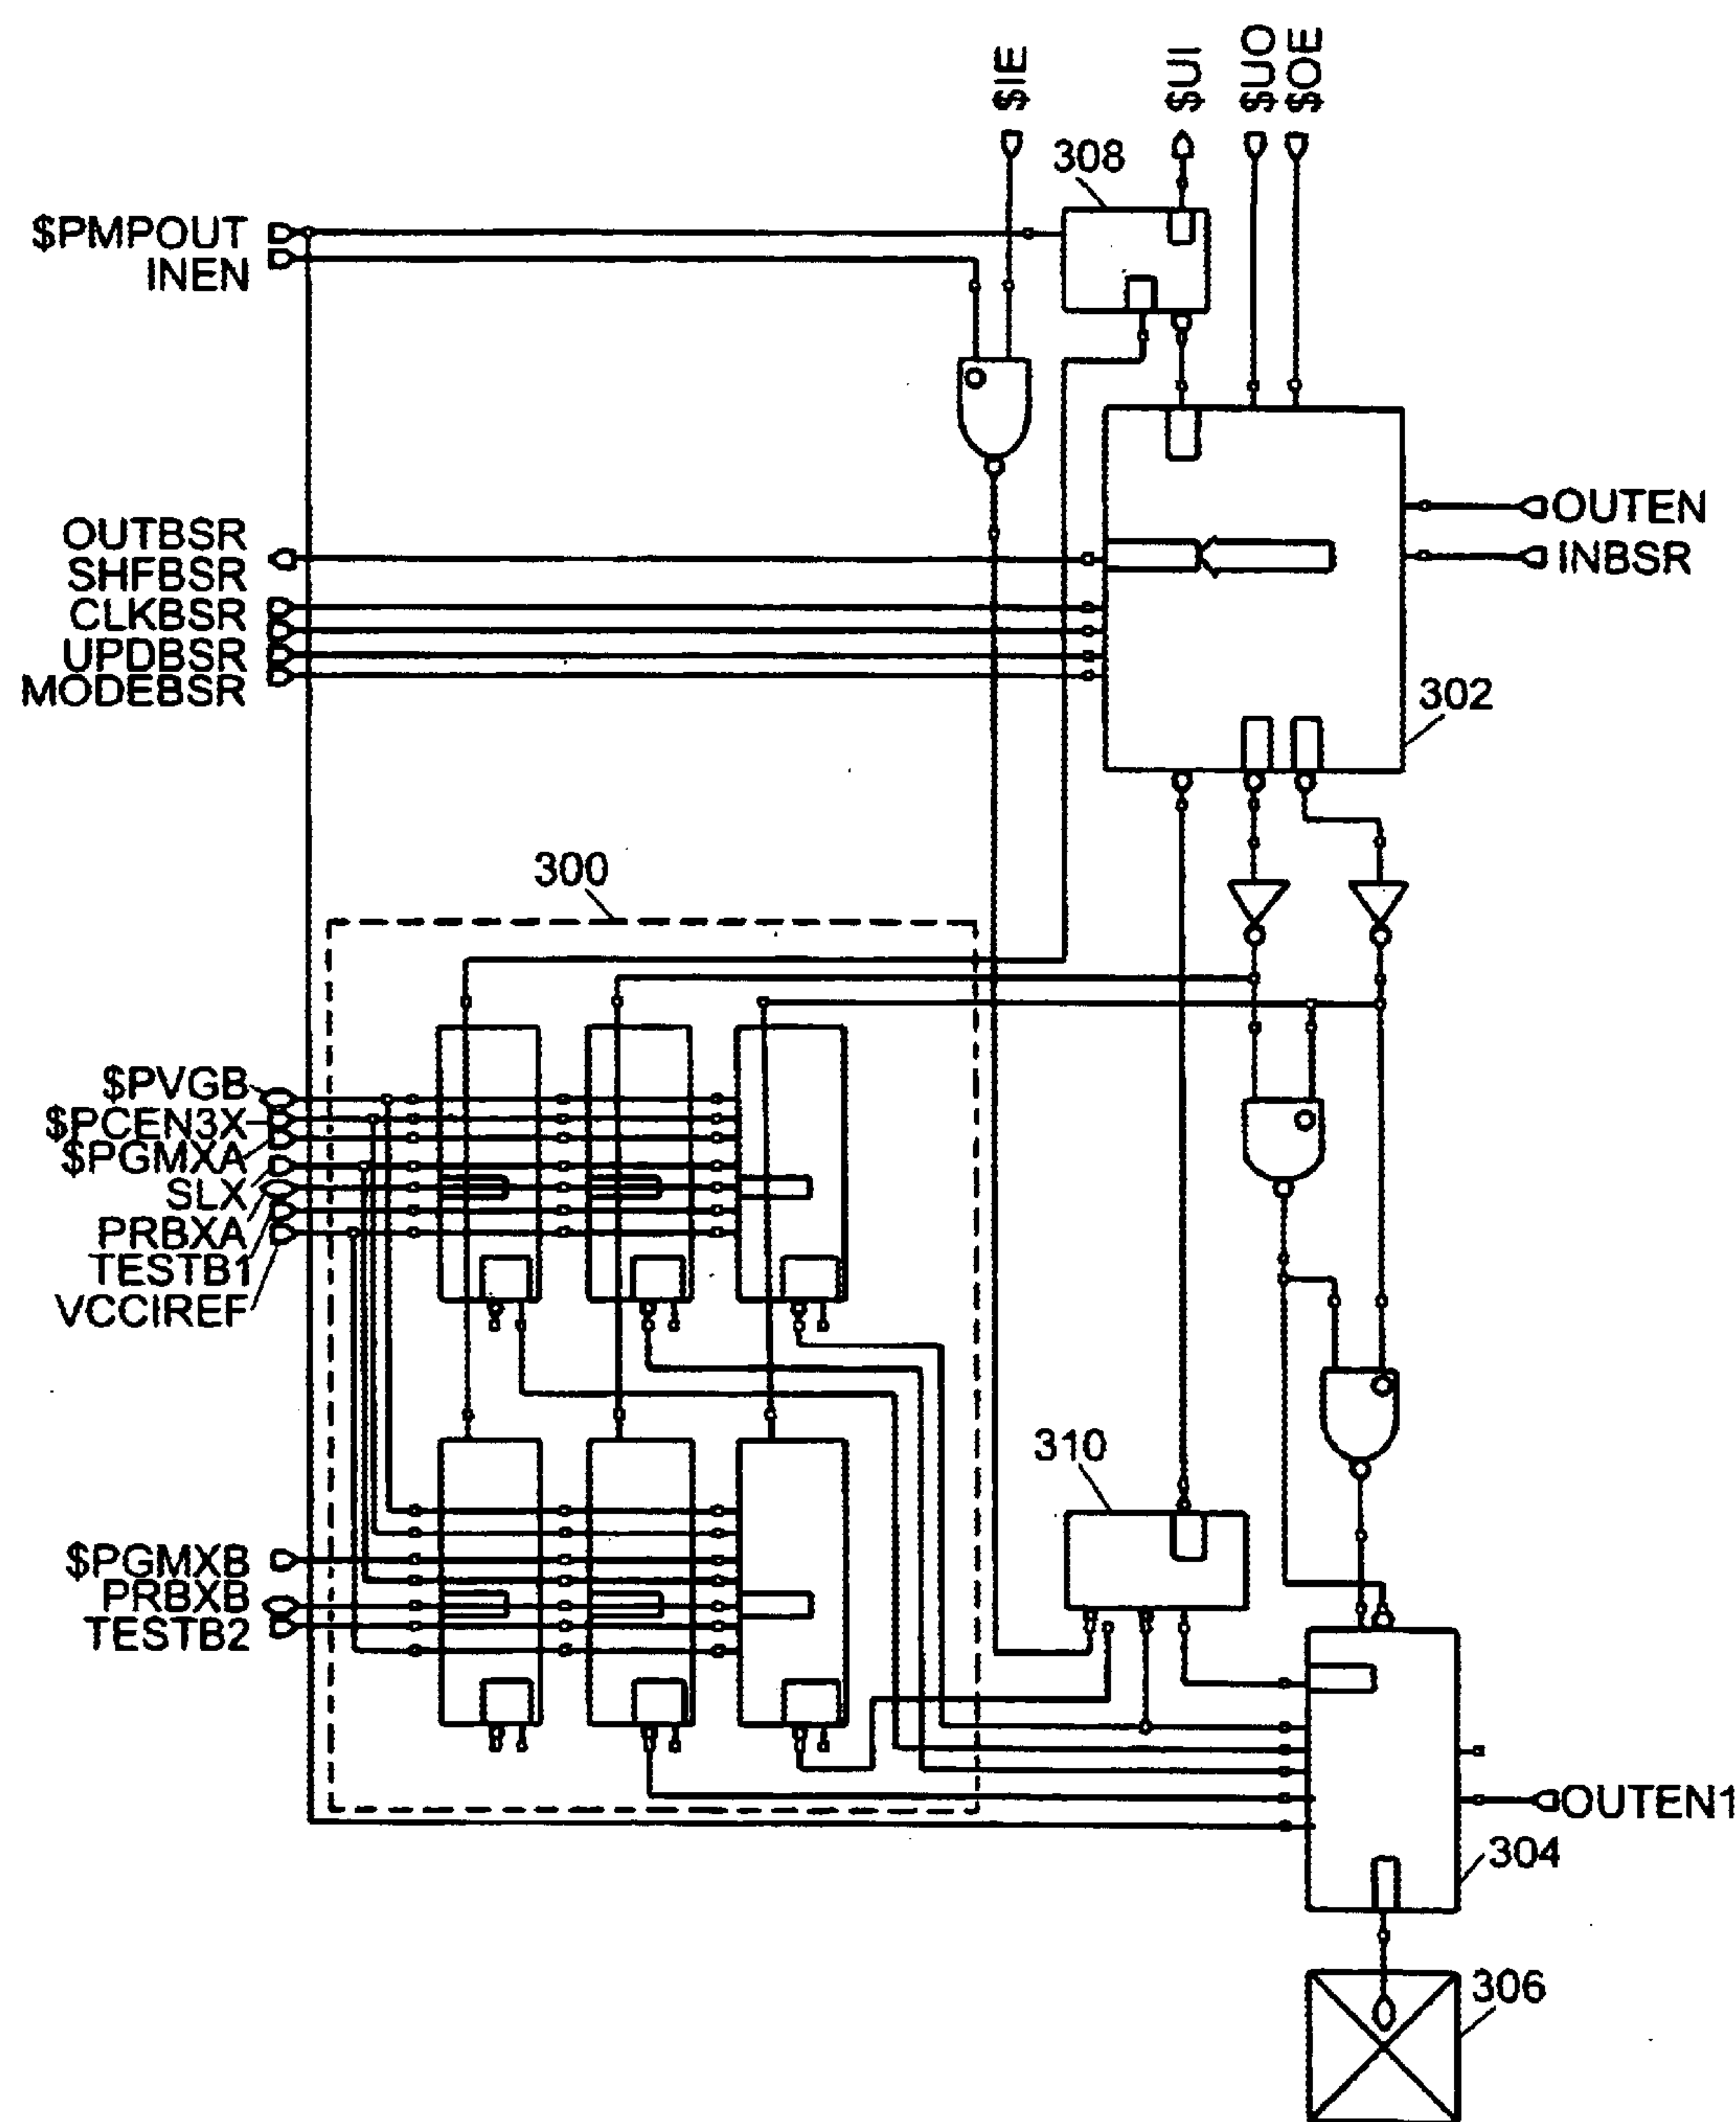 $IE
$UI
$UO
$OE
308
$PMPOUT
INEN
OUTBSR
SHFBSR
CLKBSR
UPDBSR
MODEBSR
OUTEN
INBSR
302
300
$PVGB
$PCEN3X
$PGMXA
SLX
PRBXA
TESTB1
VCCIREF
310
$PGMXB
PRBXB
TESTB2
OUTEN1
304
306